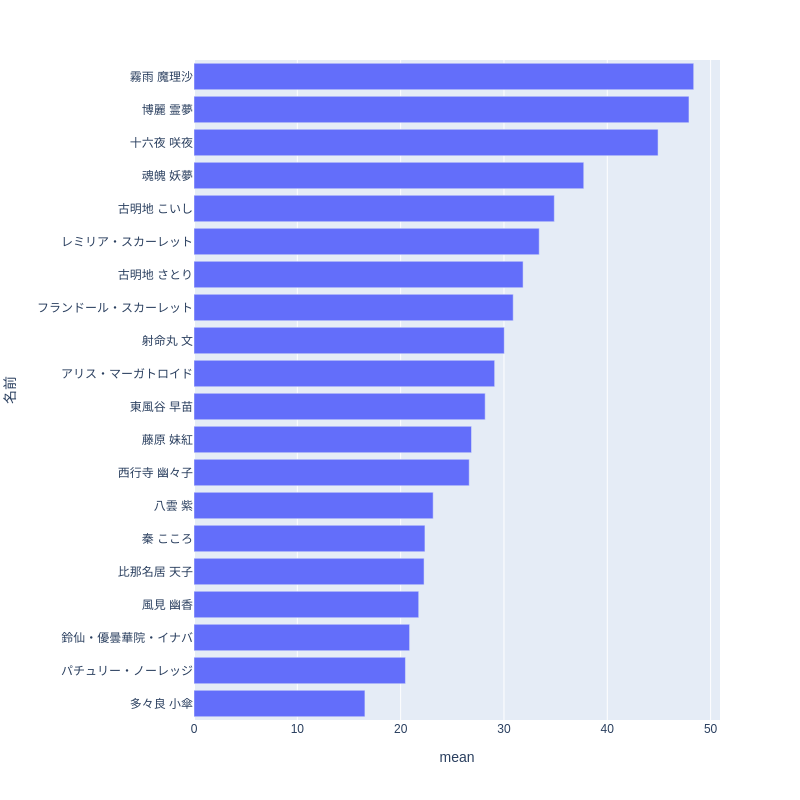 霧雨 魔理沙
博麗 霊夢
十六夜 咲夜
魂魄 妖夢
古明地 こいし
レミリア・スカーレット
古明地 さとり
フランドール・スカーレット
射命丸 文
アリス・マーガトロイド
東風谷 早苗
藤原 妹紅
西行寺 幽々子
八雲 紫
秦 こころ
比那名居 天子
風見 幽香
鈴仙・優曇華院・イナバ
パチュリー・ノーレッジ
多々良 小傘
名前
0 10 20 30 40 50
mean